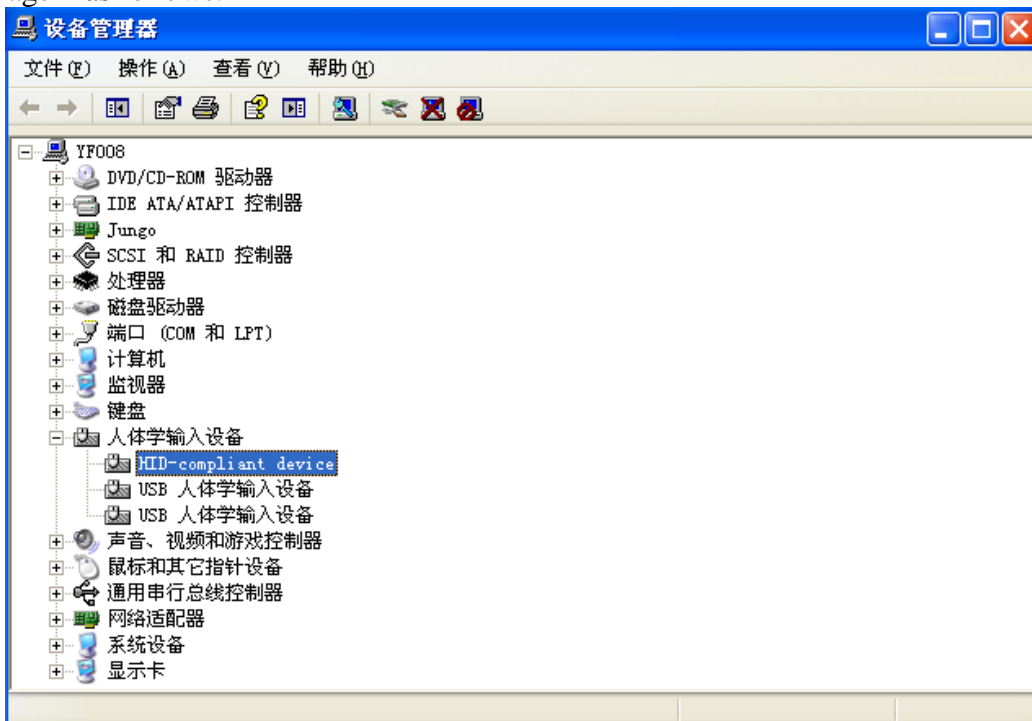 设备管理器
文件(F) 操作(A) 查看(V) 帮助(H)
YF008
DVD/CD-ROM 驱动器
IDE ATA/ATAPI 控制器
Jungo
SCSI 和 RAID 控制器
处理器
磁盘驱动器
端口 (COM 和 LPT)
计算机
监视器
键盘
人体学输入设备
HID-compliant device
USB 人体学输入设备
USB 人体学输入设备
声音、视频和游戏控制器
鼠标和其它指针设备
通用串行总线控制器
网络适配器
系统设备
显示卡